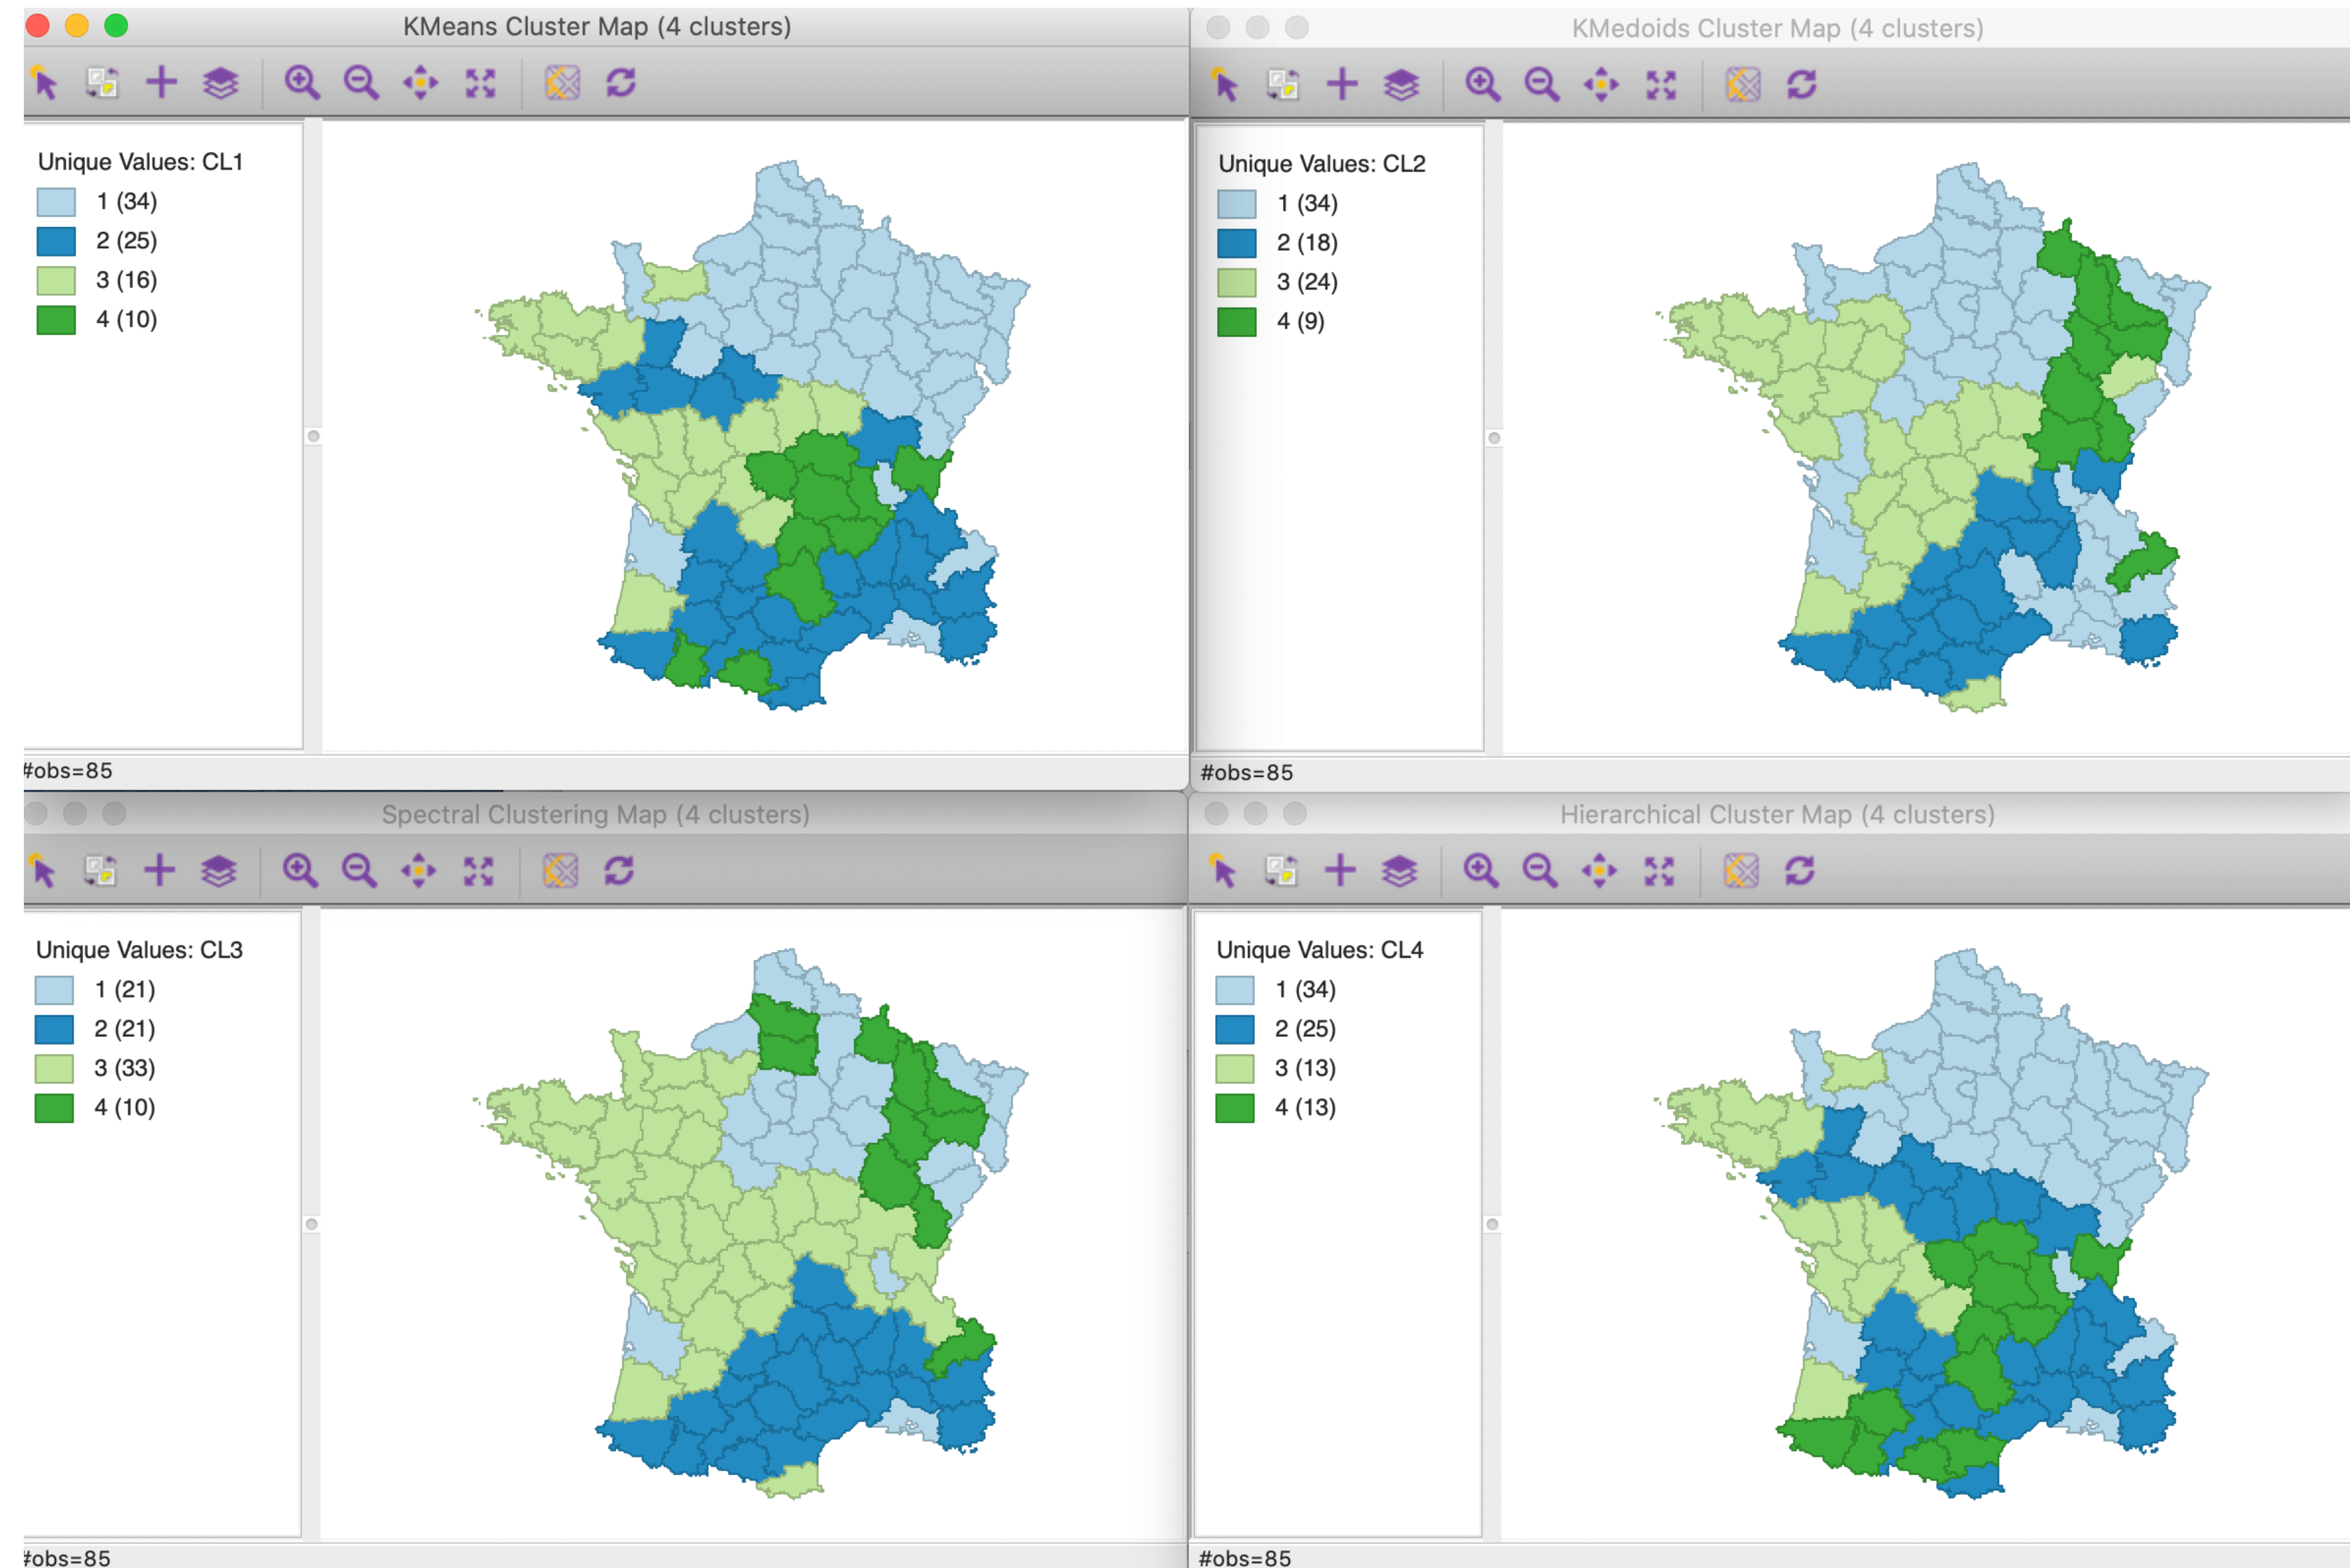 KMeans Cluster Map (4 clusters)
Unique Values: CL1
1 (34)
2 (25)
3 (16)
4 (10)
#obs=85
KMedoids Cluster Map (4 clusters)
Unique Values: CL2
1 (34)
2 (18)
3 (24)
4 (9)
#obs=85
Spectral Clustering Map (4 clusters)
Unique Values: CL3
1 (21)
2 (21)
3 (33)
4 (10)
#obs=85
Hierarchical Cluster Map (4 clusters)
Unique Values: CL4
1 (34)
2 (25)
3 (13)
4 (13)
#obs=85